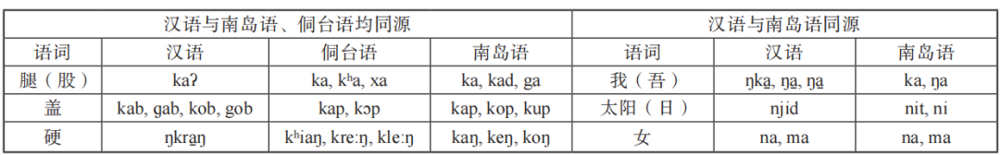 汉语与南岛语、侗台语均同源 汉语与南岛语同源
语词 汉语 侗台语 南岛语 语词 汉语 南岛语
腿（股） kaʔ ka, kʰa, xa ka, kad, ga 我（吾） ŋka̱, ŋa̱, ŋa̱ ka, ŋa
盖 kab, ɡab, kob, gob kap, kɔp kap, kop, kup 太阳（日） njid nit, ni
硬 ŋkra̱ŋ kʰiaŋ, kreːŋ, kleːŋ kaŋ, keŋ, koŋ 女 na, ma na, ma